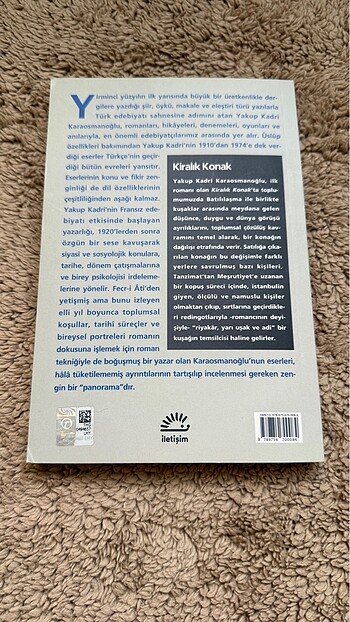 Yirminci yüzyılın ilk yarısında büyük bir üretkenlikle der-
gilere yazdığı şiir, öykü, makale ve eleştiri türü yazılarla
Türk edebiyatı sahnesine adımını atan Yakup Kadri
Karaosmanoğlu, romanları, hikâyeleri, denemeleri, oyunları ve
anılarıyla, en önemli edebiyatçılarımız arasında yer alır. Üslûp
özellikleri bakımından Yakup Kadri'nin 1910'dan 1974'e dek ver-
diği eserler Türkçe'nin geçir-
diği bütün evreleri yansıtır.
Eserlerinin konu ve fikir zen-
ginliği de dil özelliklerinin
çeşitliliğinden aşağı kalmaz.
Yakup Kadri'nin Fransız ede-
biyatı etkisinde başlayan
yazarlığı, 1920'lerden sonra
özgün bir sese kavuşarak
siyasi ve sosyolojik konulara,
tarihe, dönem çatışmalarına
ve birey psikolojisi irdeleme-
lerine yönelir. Fecr-i Âti'den
yetişmiş ama bunu izleyen
elli yıl boyunca toplumsal
koşullar, tarihî süreçler ve
bireysel portreleri romanın
dokusuna işlemek için roman
tekniğiyle de boğuşmuş bir yazar olan Karaosmanoğlu'nun eserleri,
hâlâ tüketilememiş ayrıntılarının tartışılıp incelenmesi gereken zen-
gin bir "panorama"dır.
Kiralık Konak
Yakup Kadri Karaosmanoğlu, ilk
romanı olan Kiralık Konak'ta toplu-
mumuzda Batılılaşma ile birlikte
kuşaklar arasında meydana gelen
düşünce, duygu ve dünya görüşü
ayrılıklarını, toplumsal çözülüş kav-
ramını temel alarak, bir konağın
dağılışı etrafında verir. Satılığa çıka-
rılan konağın bu değişimle farklı
yerlere savrulmuş bazı kişileri,
Tanzimat'tan Meşrutiyet'e uzanan
bir kopuş süreci içinde, istanbulin
giyen, ölçülü ve namuslu kişiler
olmaktan çıkıp, sırtlarına geçirdikle-
ri redingotlarıyla -romancının deyi-
şiyle- "riyakâr, yarı uşak ve adi" bir
kuşağın temsilcisi haline gelirler.
iletişim